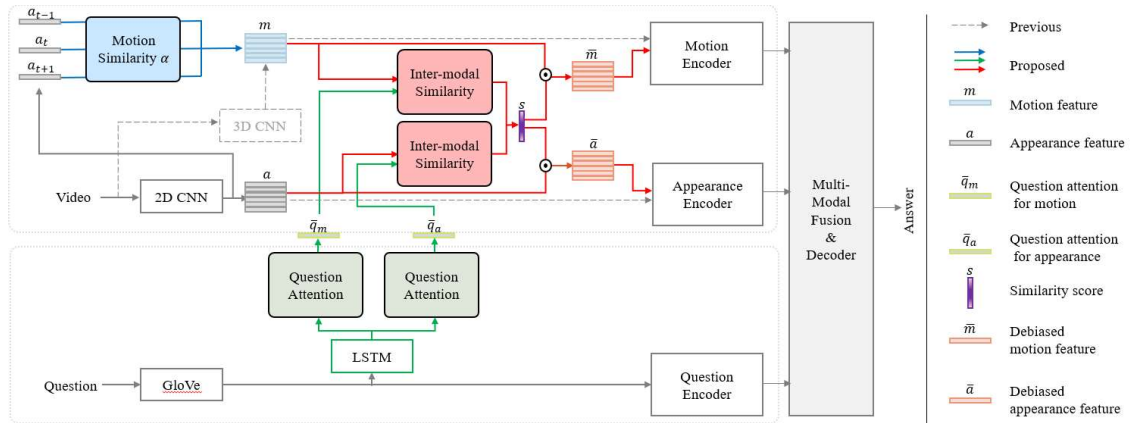 a_{t-1}
a_t
a_{t+1}
Motion
Similarity α
m
3D CNN
Video
2D CNN
a
Inter-modal
Similarity
Inter-modal
Similarity
s
m̄
ā
Motion
Encoder
Appearance
Encoder
q̄_m
q̄_a
Question
Attention
Question
Attention
LSTM
Question
GloVe
Question
Encoder
Multi-
Modal
Fusion
&
Decoder
Answer
Previous
Proposed
m
Motion feature
a
Appearance feature
q̄_m
Question attention
for motion
q̄_a
Question attention
for appearance
s
Similarity score
m̄
Debiased
motion feature
ā
Debiased
appearance feature